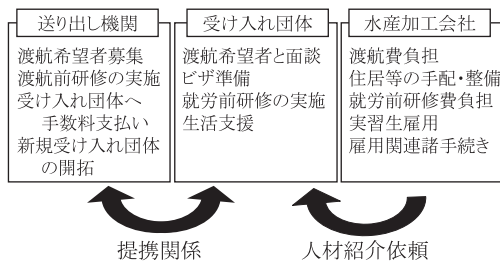 送り出し機関
渡航希望者募集
渡航前研修の実施
受け入れ団体へ
手数料支払い
新規受け入れ団体
の開拓
受け入れ団体
渡航希望者と面談
ビザ準備
就労前研修の実施
生活支援
水産加工会社
渡航費負担
住居等の手配・整備
就労前研修費負担
実習生雇用
雇用関連諸手続き
提携関係
人材紹介依頼